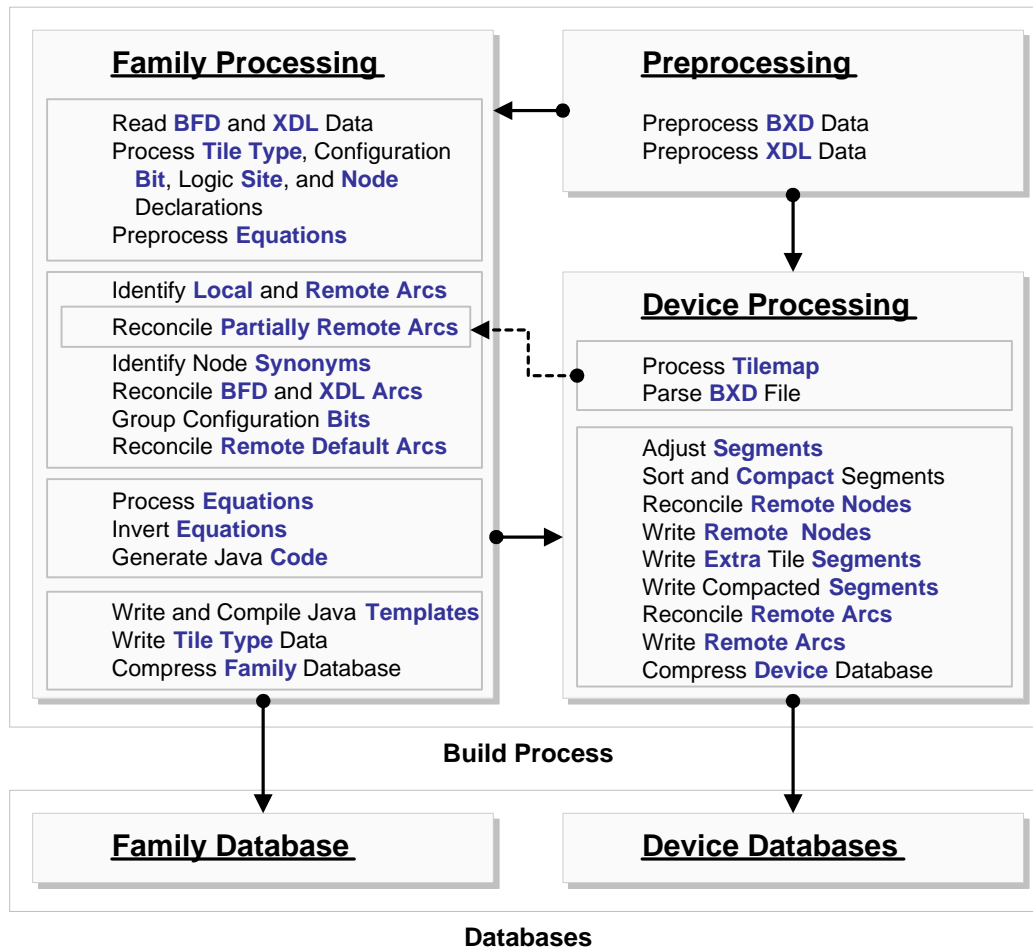 Family Processing
Read BFD and XDL Data
Process Tile Type, Configuration
Bit, Logic Site, and Node
Declarations
Preprocess Equations
Identify Local and Remote Arcs
Reconcile Partially Remote Arcs
Identify Node Synonyms
Reconcile BFD and XDL Arcs
Group Configuration Bits
Reconcile Remote Default Arcs
Process Equations
Invert Equations
Generate Java Code
Write and Compile Java Templates
Write Tile Type Data
Compress Family Database
Preprocessing
Preprocess BXD Data
Preprocess XDL Data
Device Processing
Process Tilemap
Parse BXD File
Adjust Segments
Sort and Compact Segments
Reconcile Remote Nodes
Write Remote Nodes
Write Extra Tile Segments
Write Compacted Segments
Reconcile Remote Arcs
Write Remote Arcs
Compress Device Database
Build Process
Family Database
Device Databases
Databases